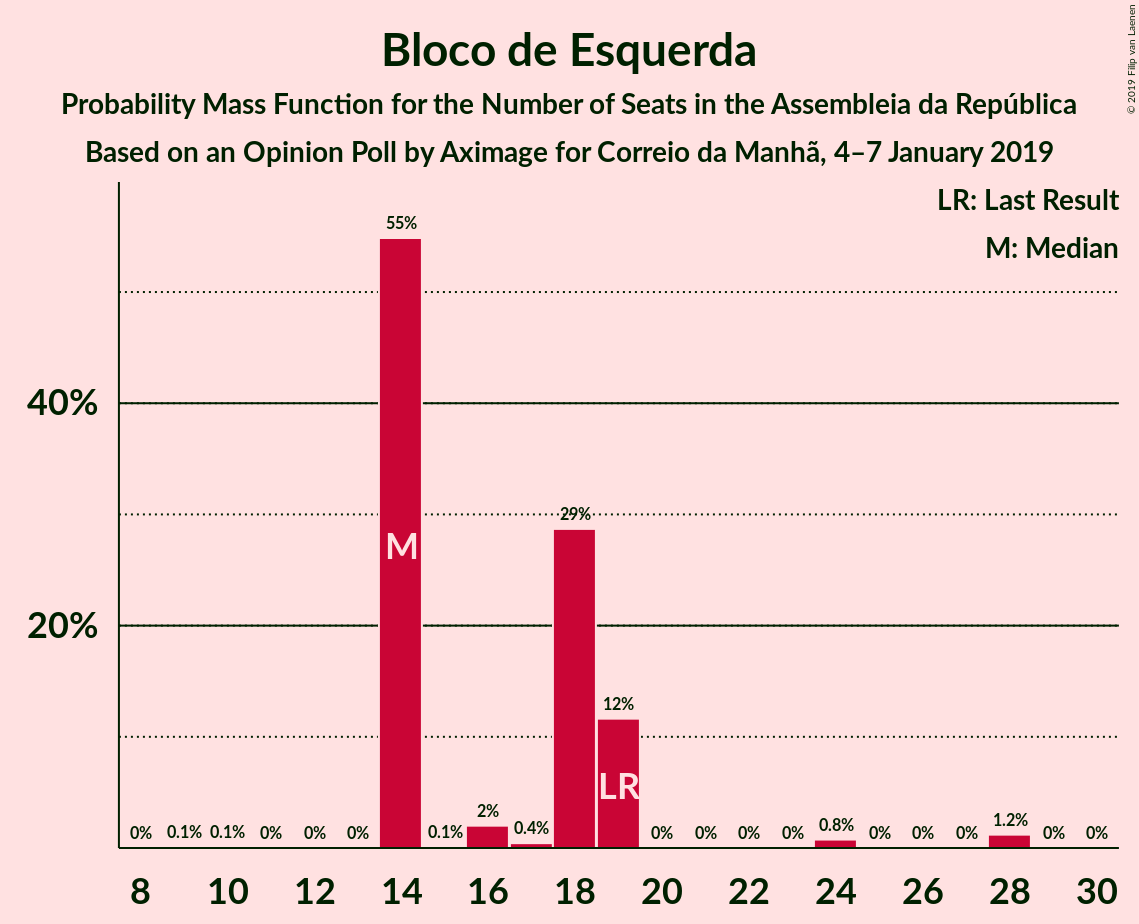 Bloco de Esquerda
Probability Mass Function for the Number of Seats in the Assembleia da República
Based on an Opinion Poll by Aximage for Correio da Manhã, 4–7 January 2019
© 2019 Filip van Laenen
LR: Last Result
M: Median
55%
40%
29%
M
20%
12%
LR
0% 0.1% 0.1% 0% 0% 0% 0.1% 2% 0.4% 0% 0% 0% 0% 0.8% 0% 0% 0% 1.2% 0% 0%
8 10 12 14 16 18 20 22 24 26 28 30